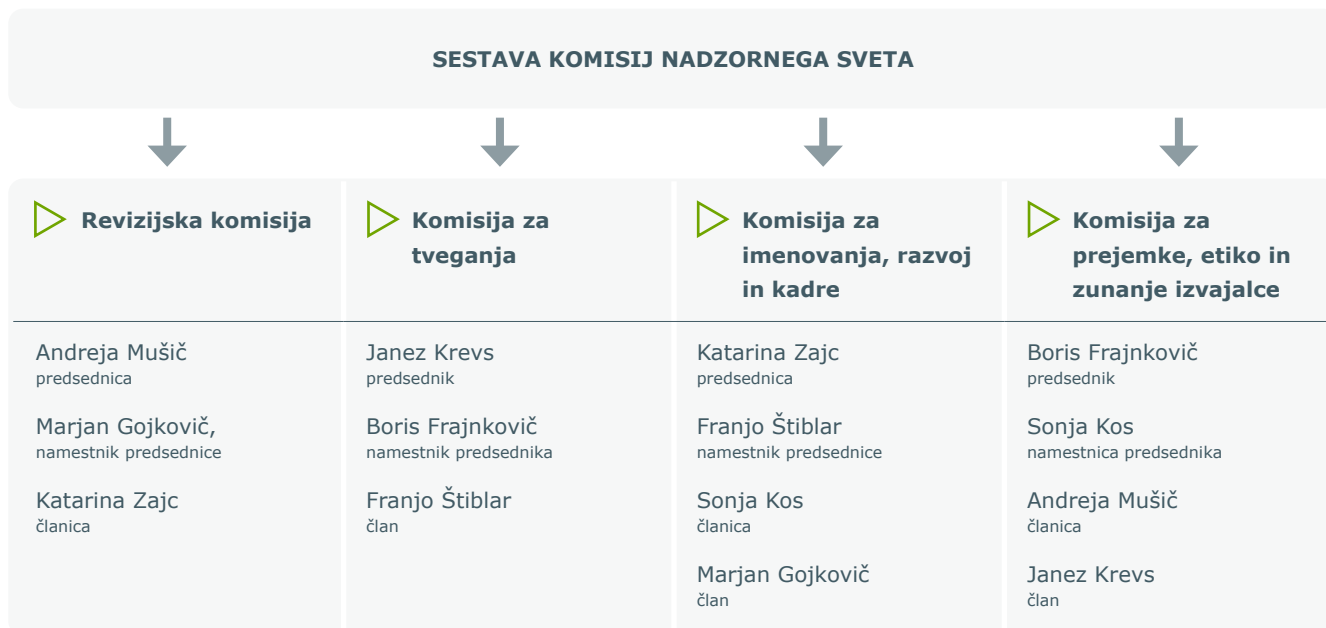 SESTAVA KOMISIJ NADZORNEGA SVETA
Revizijska komisija
Andreja Mušič
predsednica
Marjan Gojkovič,
namestnik predsednice
Katarina Zajc
članica
Komisija za
tveganja
Janez Krevs
predsednik
Boris Frajnkovič
namestnik predsednika
Franjo Štiblar
član
Komisija za
imenovanja, razvoj
in kadre
Katarina Zajc
predsednica
Franjo Štiblar
namestnik predsednice
Sonja Kos
članica
Marjan Gojkovič
član
Komisija za
prejemke, etiko in
zunanje izvajalce
Boris Frajnkovič
predsednik
Sonja Kos
namestnica predsednika
Andreja Mušič
članica
Janez Krevs
član